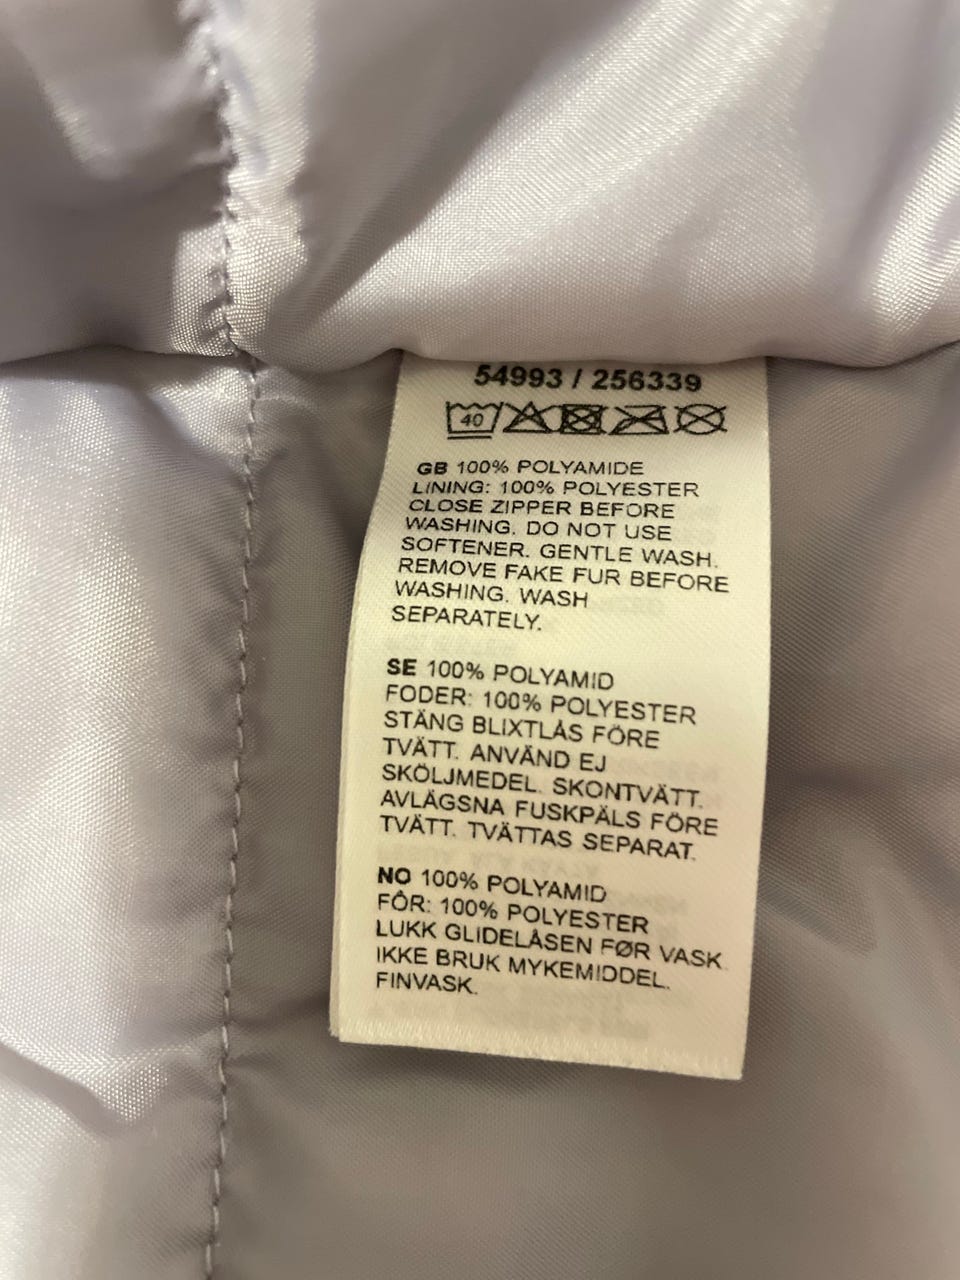 54993 / 256339
40
GB 100% POLYAMIDE
LINING: 100% POLYESTER
CLOSE ZIPPER BEFORE
WASHING. DO NOT USE
SOFTENER. GENTLE WASH.
REMOVE FAKE FUR BEFORE
WASHING. WASH
SEPARATELY.
SE 100% POLYAMID
FODER: 100% POLYESTER
STÄNG BLIXTLÅS FÖRE
TVÄTT. ANVÄND EJ
SKÖLJMEDEL. SKONTVÄTT.
AVLÄGSNA FUSKPÄLS FÖRE
TVÄTT. TVÄTTAS SEPARAT.
NO 100% POLYAMID
FÔR: 100% POLYESTER
LUKK GLIDELÅSEN FØR VASK.
IKKE BRUK MYKEMIDDEL.
FINVASK.